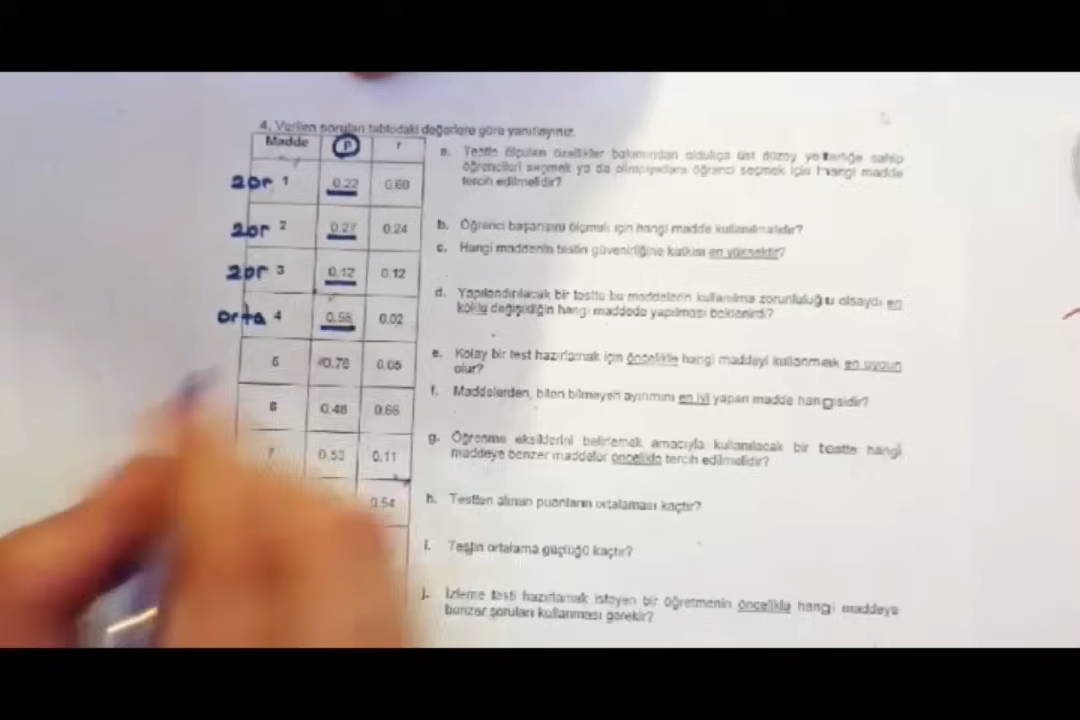 4. Verilen soruları tablodaki değerlere göre yanıtlayınız.
Madde P r
zor 1 0.22 0.60
zor 2 0.27 0.24
zor 3 0.12 0.12
orta 4 0.58 0.02
5 0.78 0.05
6 0.48 0.66
7 0.53 0.11
0.54
a. Testle ölçülen özellikler bakımından oldukça üst düzey yeterliğe sahip
öğrencileri seçmek ya da olimpiyatlara öğrenci seçmek için hangi madde
tercih edilmelidir?
b. Öğrenci başarısını ölçmek için hangi madde kullanılmalıdır?
c. Hangi maddenin testin güvenirliğine katkısı en yüksektir?
d. Yapılandırılacak bir testte bu maddelerin kullanılma zorunluluğu olsaydı en
köklü değişikliğin hangi maddede yapılması beklenirdi?
e. Kolay bir test hazırlamak için öncelikle hangi maddeyi kullanmak en uygun
olur?
f. Maddelerden, bilen bilmeyen ayrımını en iyi yapan madde hangisidir?
g. Öğrenme eksiklerini belirlemek amacıyla kullanılacak bir testte hangi
maddeye benzer maddeler öncelikle tercih edilmelidir?
h. Testten alınan puanların ortalaması kaçtır?
i. Testin ortalama güçlüğü kaçtır?
j. İzleme testi hazırlamak isteyen bir öğretmenin öncelikle hangi maddeye
benzer soruları kullanması gerekir?